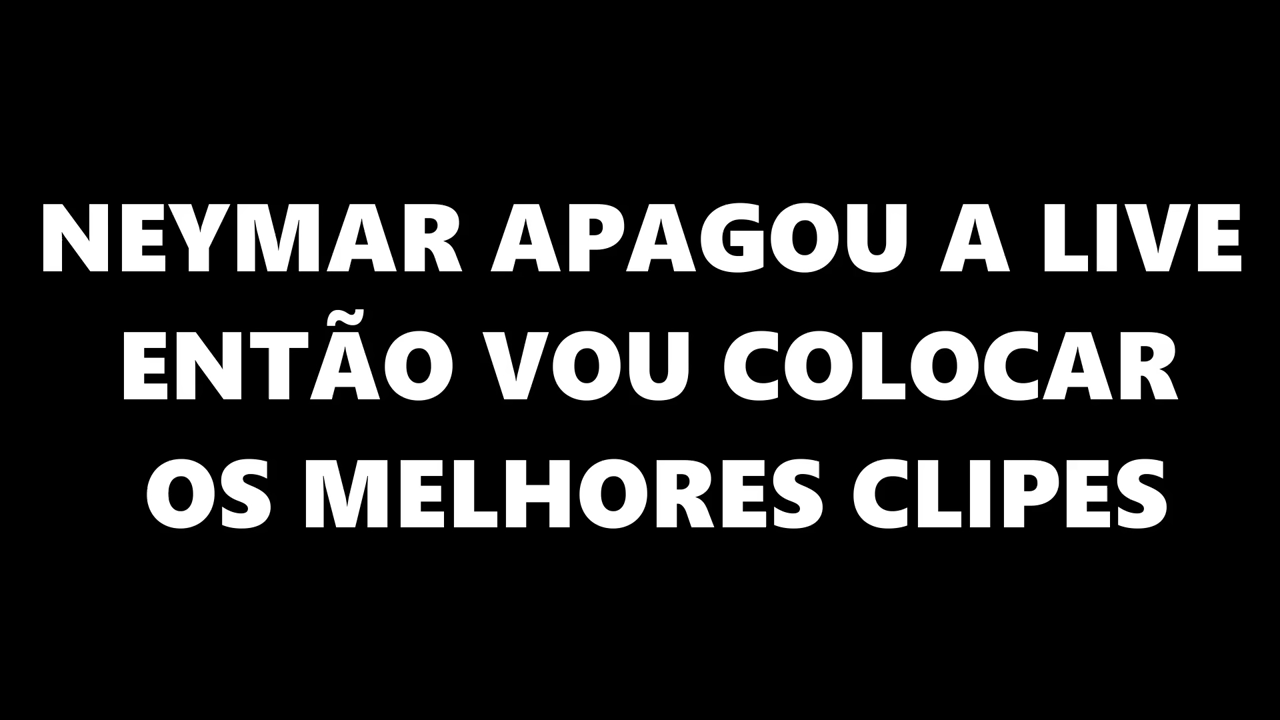 NEYMAR APAGOU A LIVE
ENTÃO VOU COLOCAR
OS MELHORES CLIPES